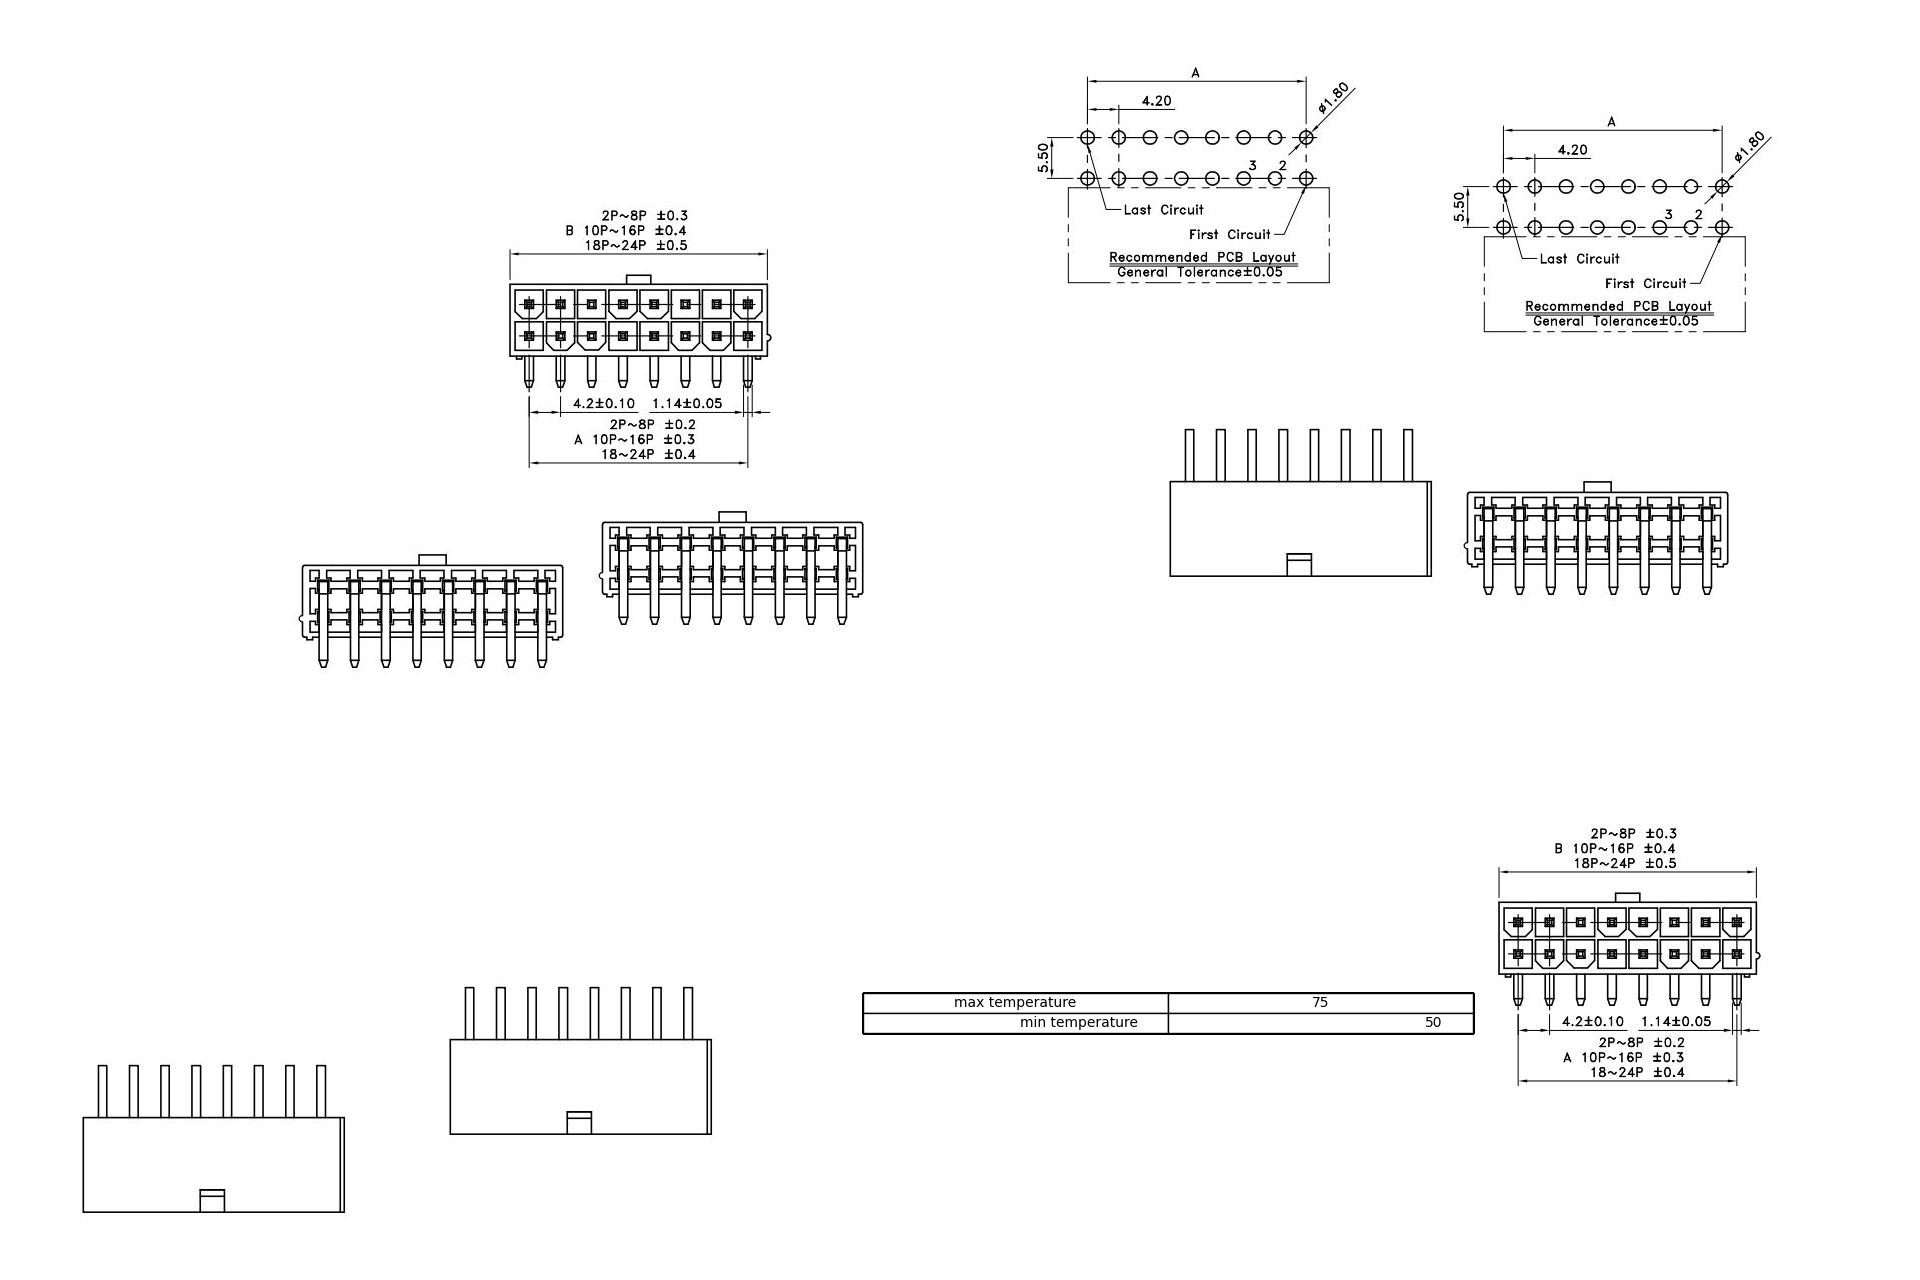 A
4.20
ø1.80
5.50
3 2
Last Circuit
First Circuit
Recommended PCB Layout
General Tolerance±0.05
A
4.20
ø1.80
5.50
3 2
Last Circuit
First Circuit
Recommended PCB Layout
General Tolerance±0.05
2P~8P ±0.3
B 10P~16P ±0.4
18P~24P ±0.5
4.2±0.10 1.14±0.05
2P~8P ±0.2
A 10P~16P ±0.3
18~24P ±0.4
2P~8P ±0.3
B 10P~16P ±0.4
18P~24P ±0.5
max temperature 75
min temperature 50
4.2±0.10 1.14±0.05
2P~8P ±0.2
A 10P~16P ±0.3
18~24P ±0.4